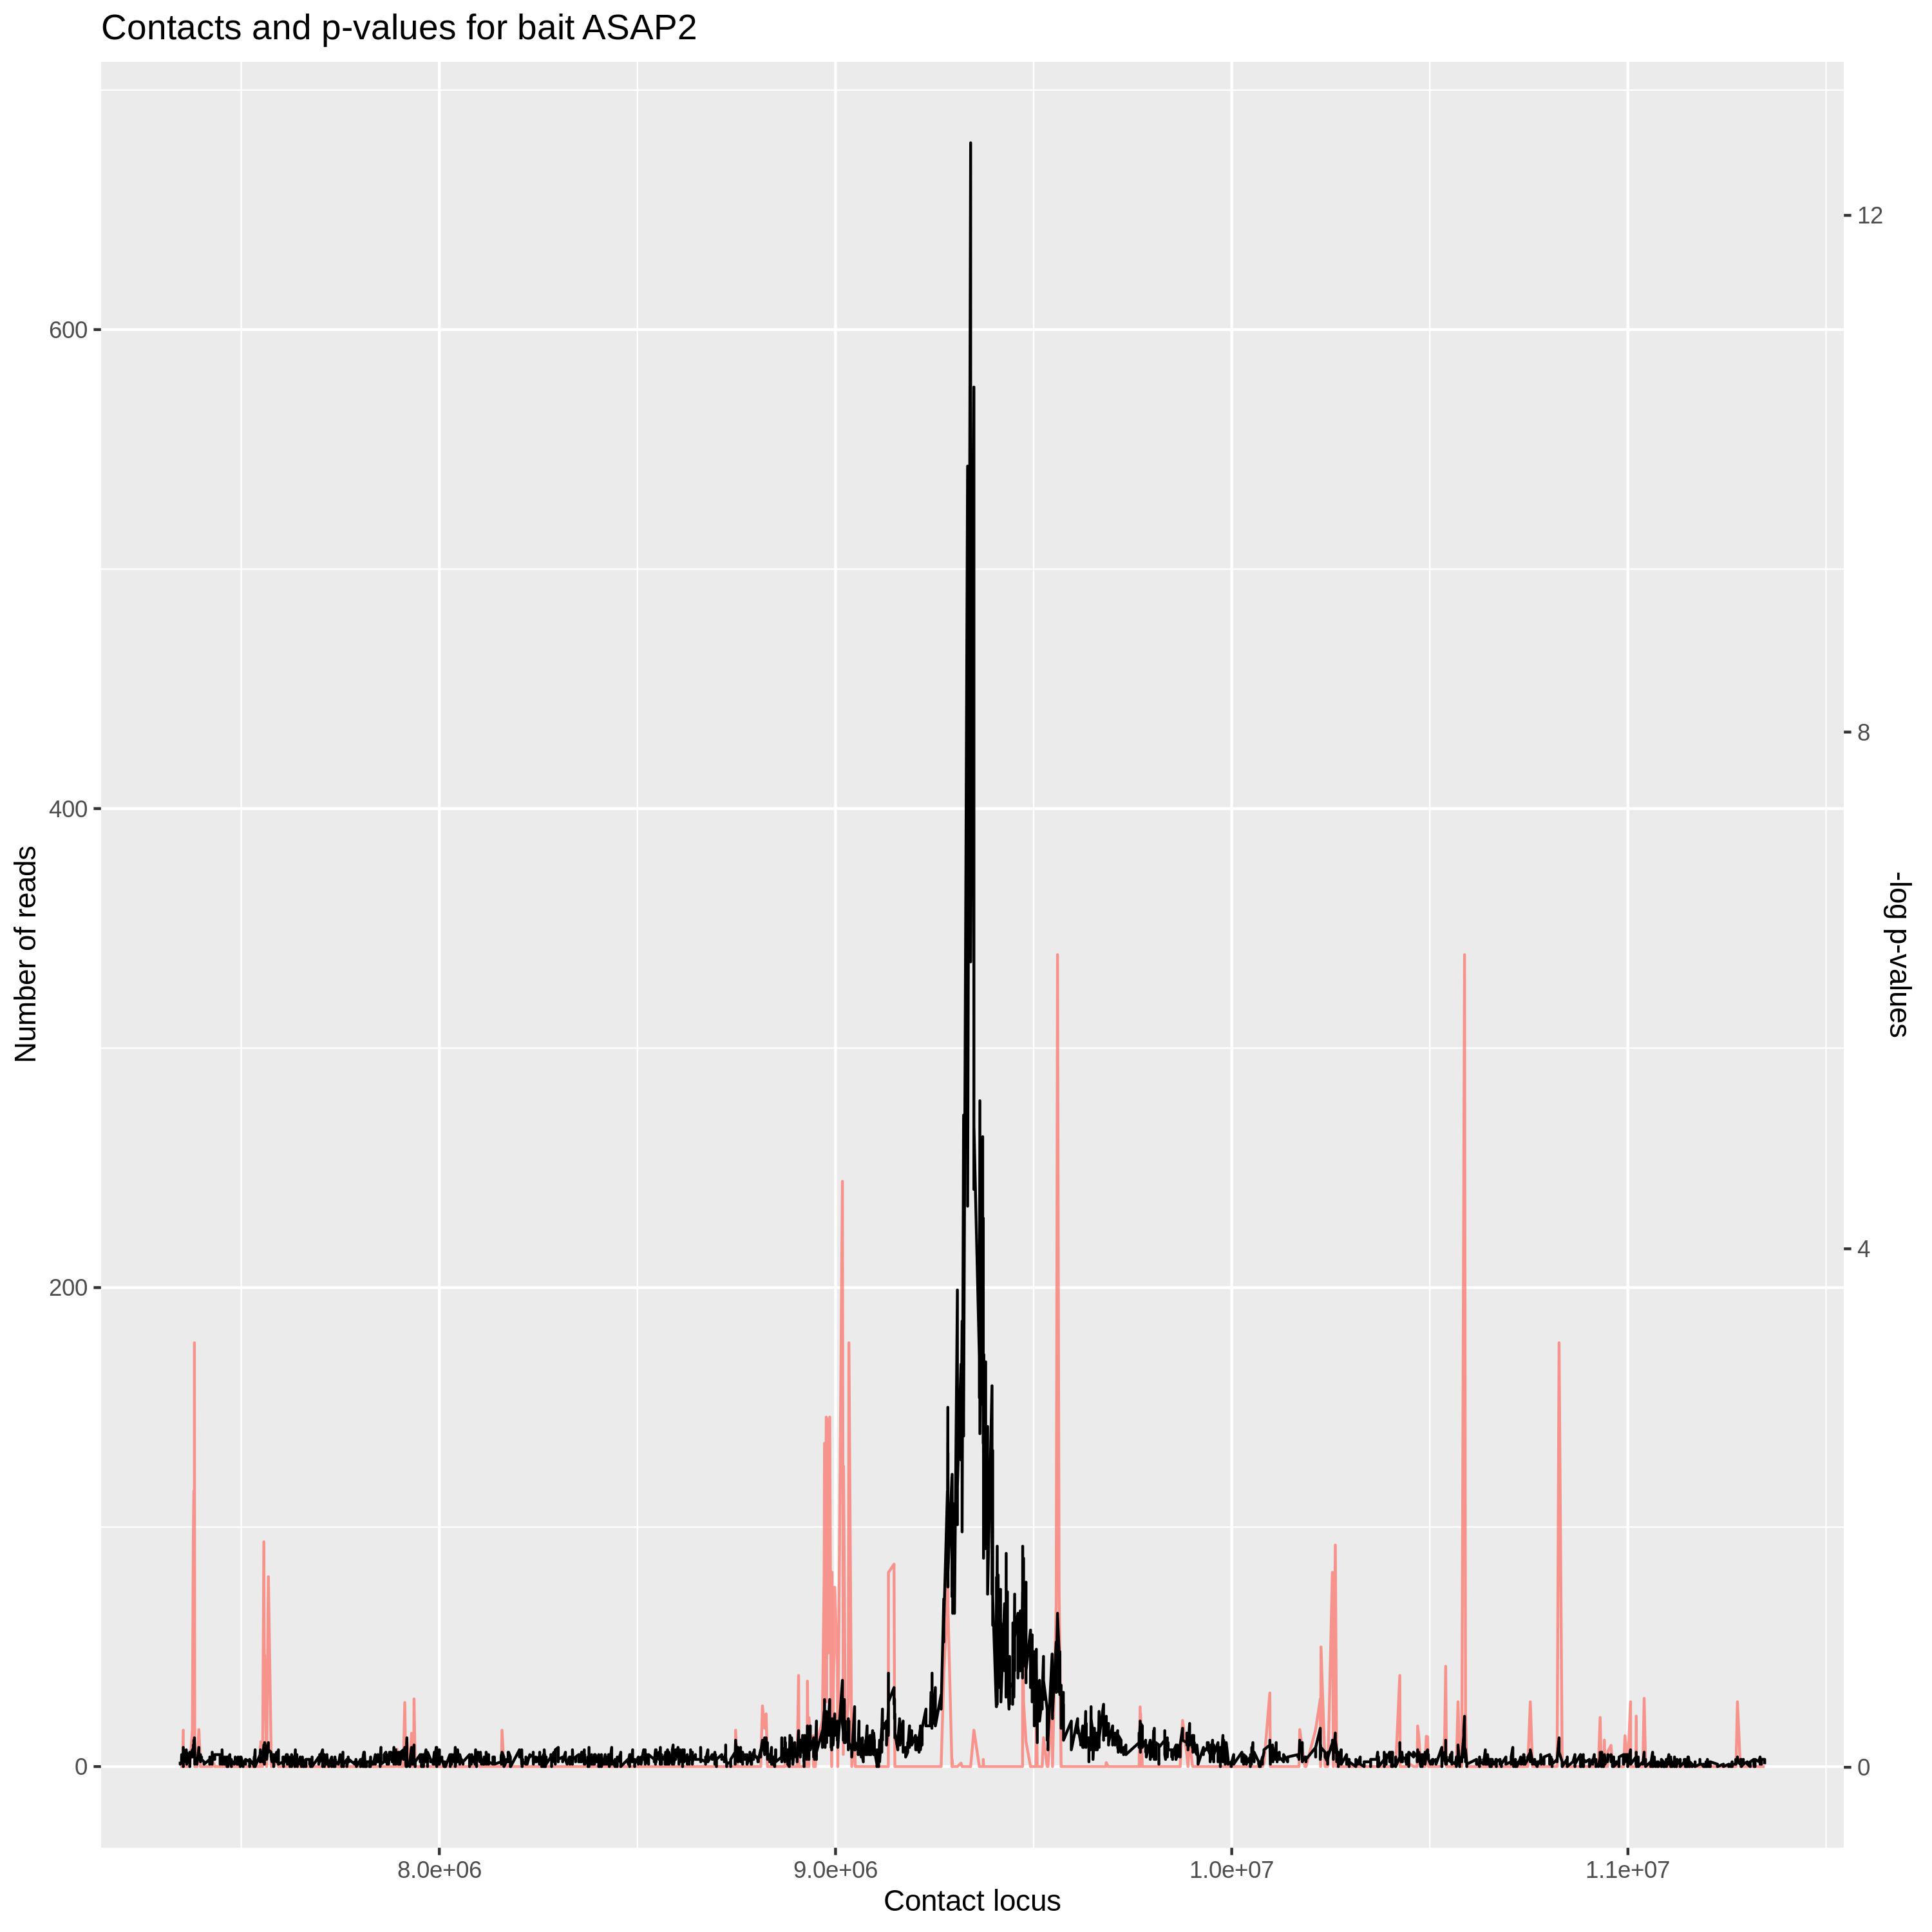 Contacts and p-values for bait ASAP2
12
600
8
400
Number of reads
-log p-values
4
200
0
0
8.0e+06
9.0e+06
1.0e+07
1.1e+07
Contact locus